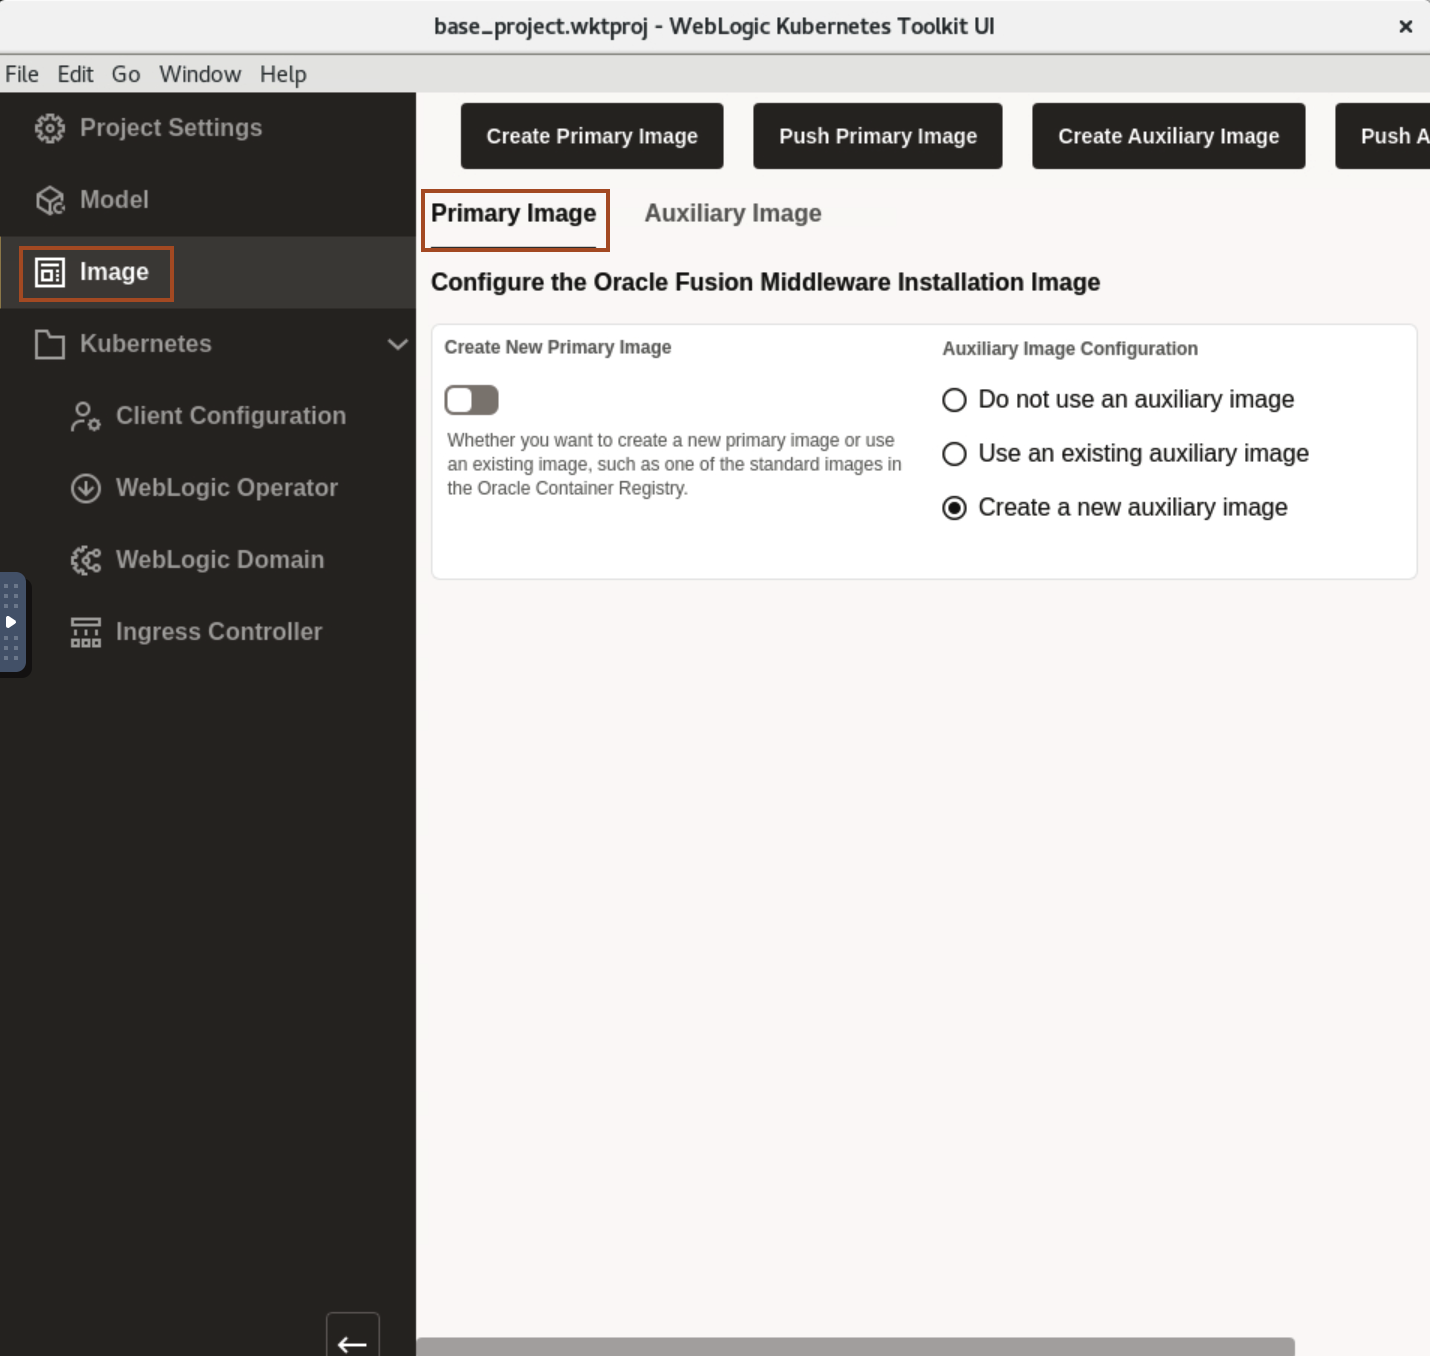 base_project.wktproj - WebLogic Kubernetes Toolkit UI
File Edit Go Window Help
Project Settings
Model
Image
Kubernetes
Client Configuration
WebLogic Operator
WebLogic Domain
Ingress Controller
Create Primary Image Push Primary Image Create Auxiliary Image Push A
Primary Image Auxiliary Image
Configure the Oracle Fusion Middleware Installation Image
Create New Primary Image
Whether you want to create a new primary image or use
an existing image, such as one of the standard images in
the Oracle Container Registry.
Auxiliary Image Configuration
Do not use an auxiliary image
Use an existing auxiliary image
Create a new auxiliary image